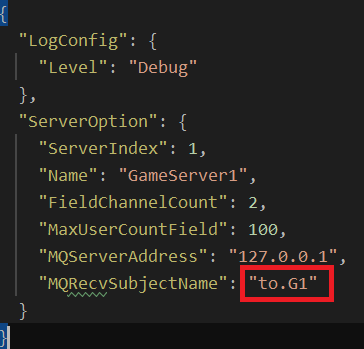 {
"LogConfig": {
"Level": "Debug"
},
"ServerOption": {
"ServerIndex": 1,
"Name": "GameServer1",
"FieldChannelCount": 2,
"MaxUserCountField": 100,
"MQServerAddress": "127.0.0.1",
"MQRecvSubjectName": "to.G1"
}
}